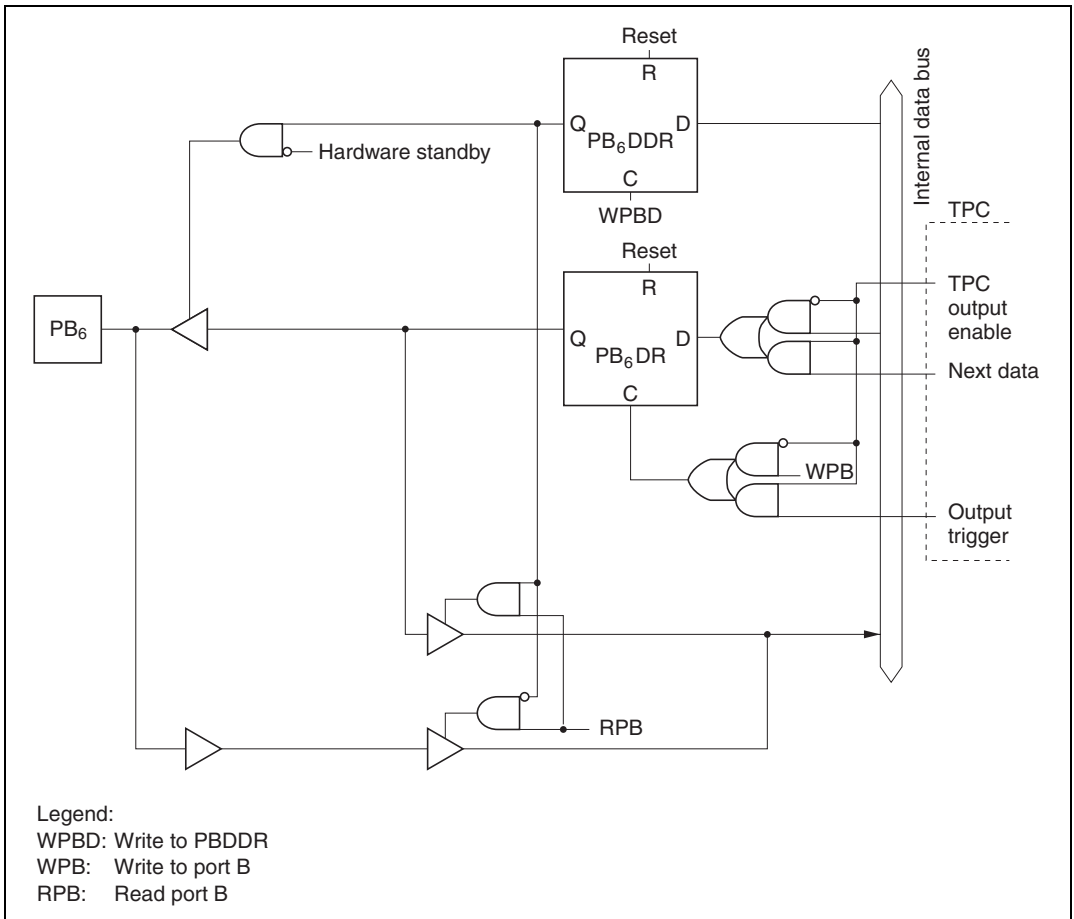 Reset
R
Q
D
PB6DDR
C
WPBD
Hardware standby
Internal data bus
TPC
Reset
R
Q
D
PB6DR
C
PB6
TPC
output
enable
Next data
WPB
Output
trigger
RPB
Legend:
WPBD: Write to PBDDR
WPB: Write to port B
RPB: Read port B